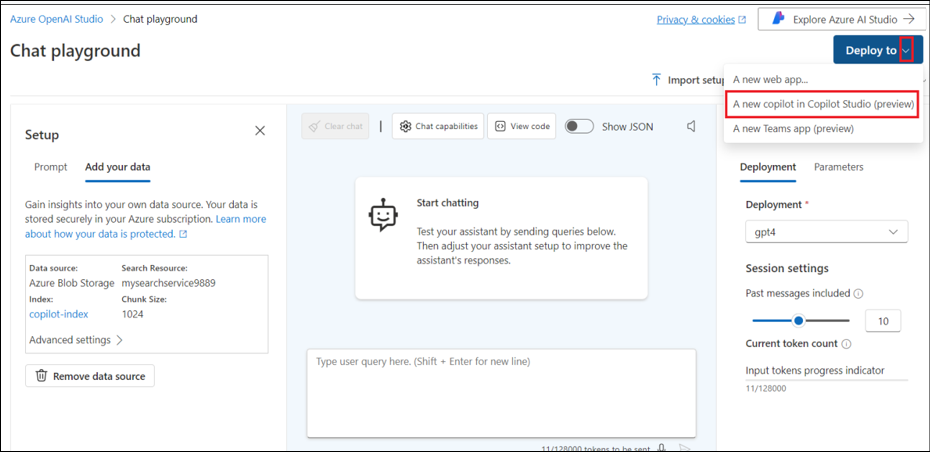 Azure OpenAI Studio > Chat playground
Privacy & cookies
Explore Azure AI Studio
Chat playground
Deploy to
Import setup
A new web app...
A new copilot in Copilot Studio (preview)
A new Teams app (preview)
Setup
Clear chat
Chat capabilities
View code
Show JSON
Prompt
Add your data
Deployment
Parameters
Gain insights into your own data source. Your data is
stored securely in your Azure subscription. Learn more
about how your data is protected.
Start chatting
Test your assistant by sending queries below.
Then adjust your assistant setup to improve the
assistant's responses.
Deployment *
gpt4
Data source: Search Resource:
Azure Blob Storage mysearchservice9889
Index: Chunk Size:
copilot-index 1024
Advanced settings
Session settings
Past messages included
10
Current token count
Type user query here. (Shift + Enter for new line)
Remove data source
Input tokens progress indicator
11/128000
11/128000 tokens to be sent